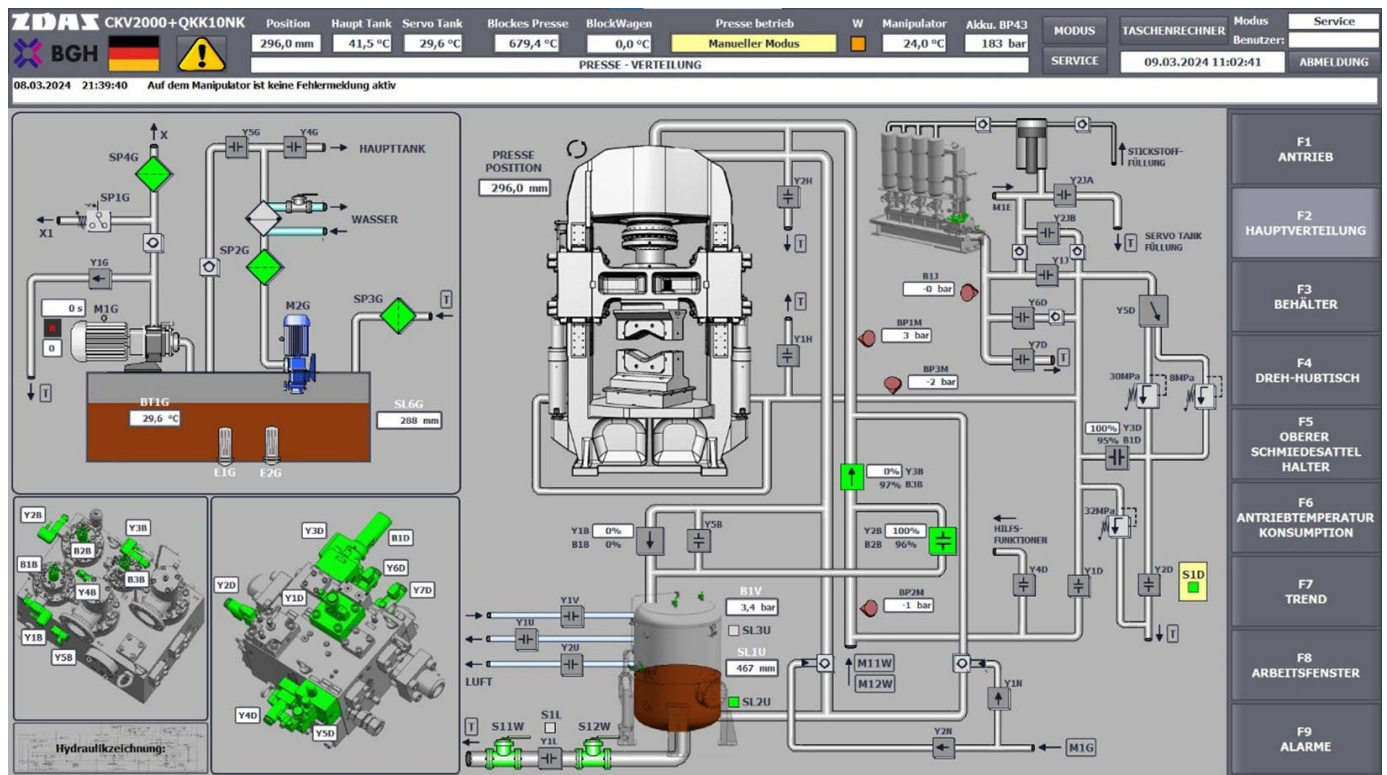 ZDAS CKV2000+QKK10NK
BGH
Position
296,0 mm
Haupt Tank
41,5 °C
Servo Tank
29,6 °C
Blockes Presse
679,4 °C
BlockWagen
0,0 °C
Presse betrieb
Manueller Modus
W
Manipulator
24,0 °C
Akku. BP43
183 bar
MODUS
SERVICE
TASCHENRECHNER
Modus
Service
Benutzer:
09.03.2024 11:02:41
ABMELDUNG
PRESSE - VERTEILUNG
08.03.2024 21:39:40 Auf dem Manipulator ist keine Fehlermeldung aktiv
X
SP4G
SP1G
X1
Y5G
Y4G
HAUPTTANK
WASSER
SP2G
Y1G
0 s
M1G
0
M2G
SP3G
T
T
BT1G
29,6 °C
SL6G
288 mm
E1G
E2G
PRESSE
POSITION
296,0 mm
Y2H
T
T
Y1H
STICKSTOFF-
FÜLLUNG
M1E
Y2JA
Y2JB
T
SERVO TANK
FÜLLUNG
Y1J
B1J
-0 bar
Y6D
Y5D
BP1M
3 bar
Y7D
T
BP3M
-2 bar
30MPa
8MPa
100% Y3D
95% B1D
0% Y3B
97% B3B
32MPa
Y1B 0%
B1B 0%
Y5B
Y2B 100%
B2B 96%
HILFS-
FUNKTIONEN
Y4D
Y1D
Y2D
S1D
T
BP2M
-1 bar
B1V
3,4 bar
SL3U
SL1U
467 mm
SL2U
Y1V
Y1U
Y2U
LUFT
M11W
M12W
Y1N
Y2N
M1G
T
S11W
S1L
Y1L
S12W
Y2B
Y3B
B2B
B1B
B3B
Y4B
Y1B
Y5B
Y3D
B1D
Y6D
Y7D
Y2D
Y1D
Y4D
Y5D
Hydraulikzeichnung:
F1
ANTRIEB
F2
HAUPTVERTEILUNG
F3
BEHÄLTER
F4
DREH-HUBTISCH
F5
OBERER
SCHMIEDESATTEL
HALTER
F6
ANTRIEBTEMPERATUR
KONSUMPTION
F7
TREND
F8
ARBEITSFENSTER
F9
ALARME